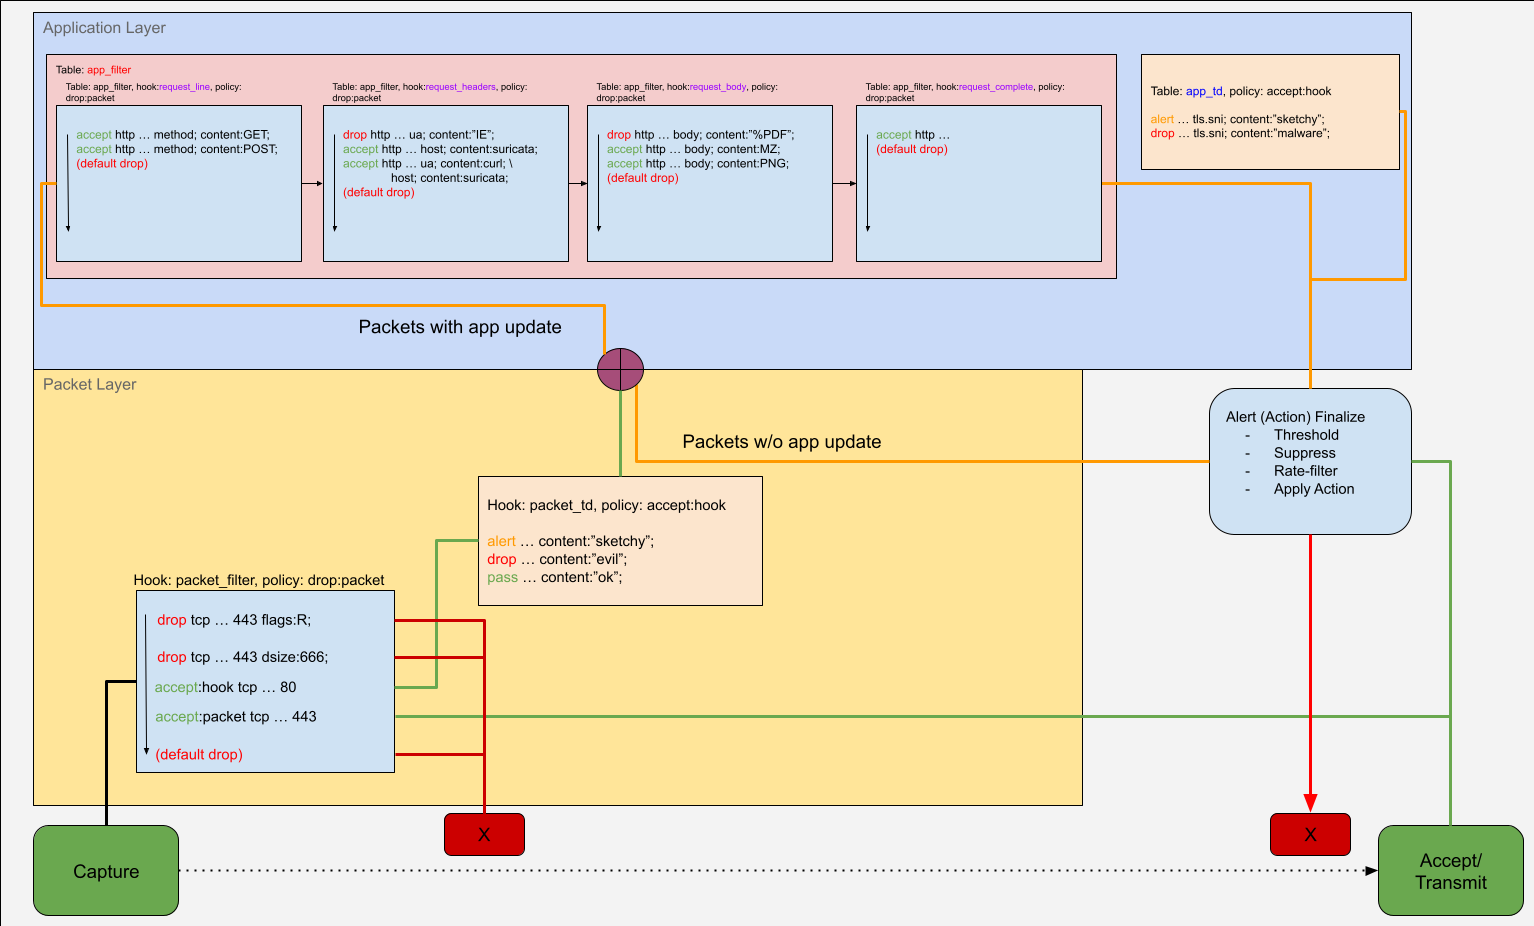 Application Layer
Table: app_filter
Table: app_filter, hook:request_line, policy:
drop:packet
accept http … method; content:GET;
accept http … method; content:POST;
(default drop)
Table: app_filter, hook:request_headers, policy:
drop:packet
drop http … ua; content:”IE”;
accept http … host; content:suricata;
accept http … ua; content:curl; \
host; content:suricata;
(default drop)
Table: app_filter, hook:request_body, policy:
drop:packet
drop http … body; content:”%PDF”;
accept http … body; content:MZ;
accept http … body; content:PNG;
(default drop)
Table: app_filter, hook:request_complete, policy:
drop:packet
accept http …
(default drop)
Table: app_td, policy: accept:hook
alert … tls.sni; content:”sketchy”;
drop … tls.sni; content:”malware”;
Packets with app update
Packet Layer
Packets w/o app update
Alert (Action) Finalize
- Threshold
- Suppress
- Rate-filter
- Apply Action
Hook: packet_td, policy: accept:hook
alert … content:”sketchy”;
drop … content:”evil”;
pass … content:”ok”;
Hook: packet_filter, policy: drop:packet
drop tcp … 443 flags:R;
drop tcp … 443 dsize:666;
accept:hook tcp … 80
accept:packet tcp … 443
(default drop)
X
X
Capture
Accept/
Transmit